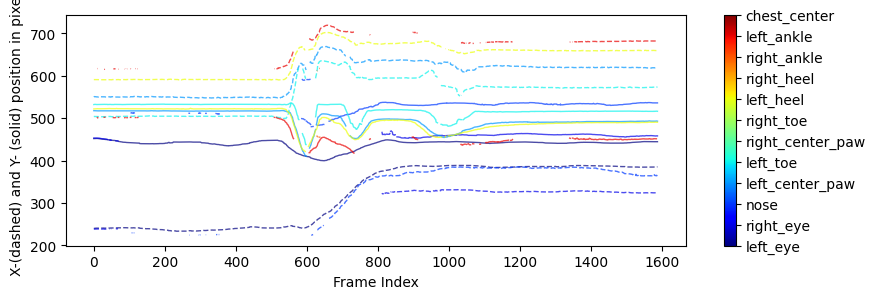 X-(dashed) and Y- (solid) position in pixe
700
600
500
400
300
200
0
200
400
600
800
1000
1200
1400
1600
Frame Index
chest_center
left_ankle
right_ankle
right_heel
left_heel
right_toe
right_center_paw
left_toe
left_center_paw
nose
right_eye
left_eye